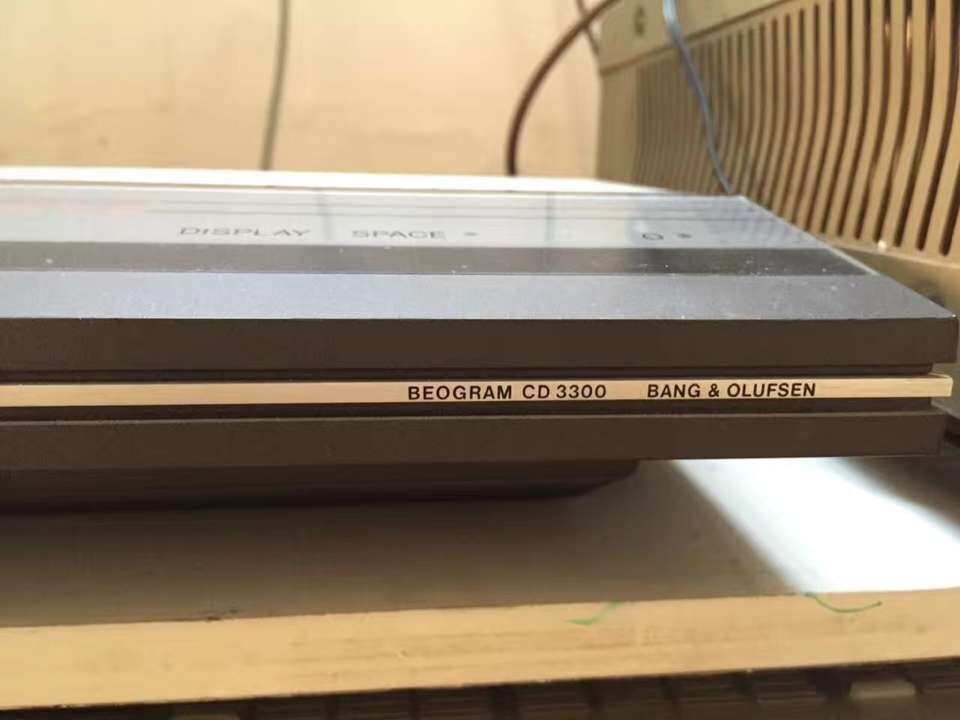 DISPLAY SPACE
BEOGRAM CD 3300 BANG & OLUFSEN